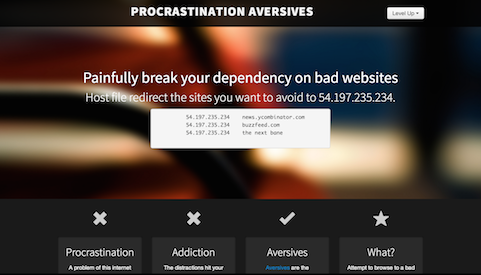 PROCRASTINATION AVERSIVES
Level Up
Painfully break your dependency on bad websites
Host file redirect the sites you want to avoid to 54.197.235.234.
54.197.235.234 news.ycombinator.com
54.197.235.234 buzzfeed.com
54.197.235.234 the next bane
Procrastination
Addiction
Aversives
What?
A problem of this internet
The distractions hit your
Aversives are the
Attempt to browse to a bad